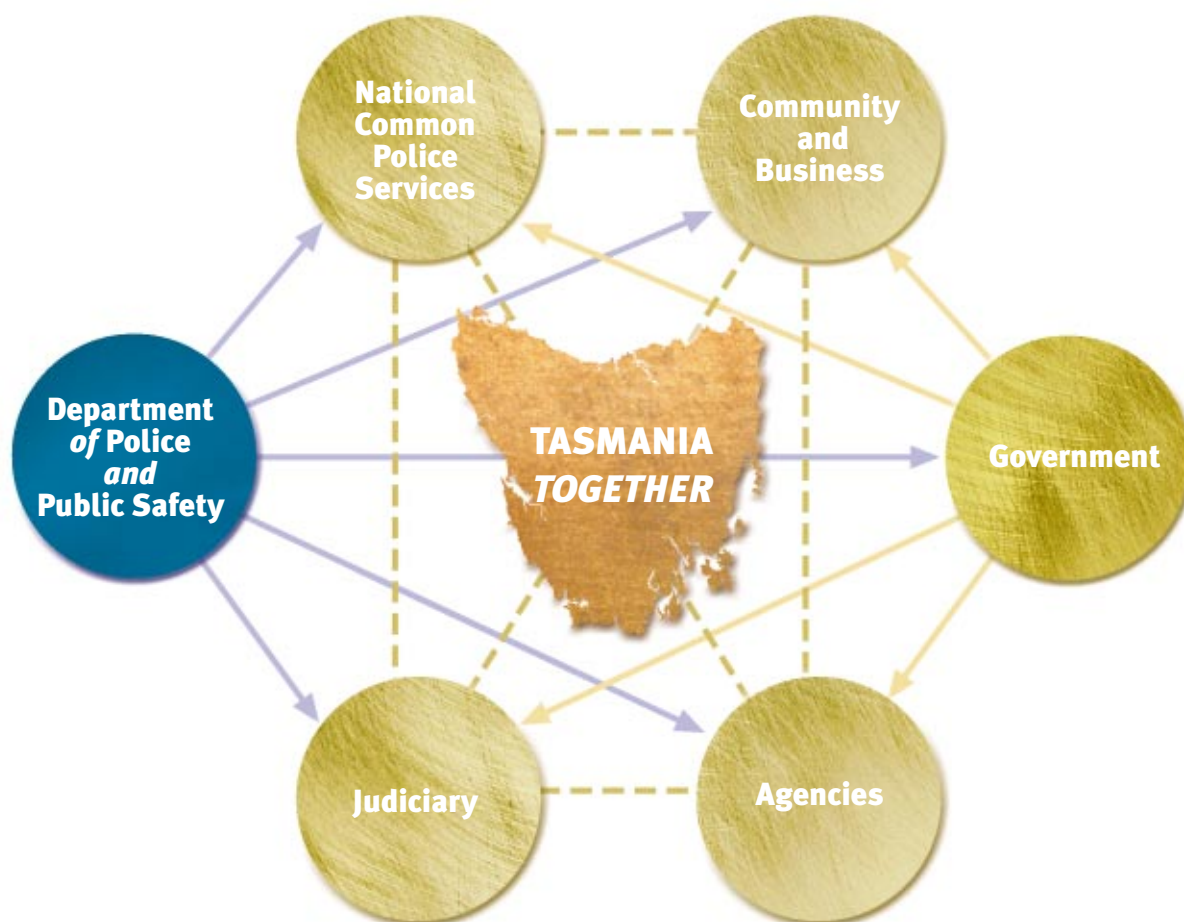 National
Common
Police
Services
Community
and
Business
Department
of Police
and
Public Safety
TASMANIA
TOGETHER
Government
Judiciary
Agencies